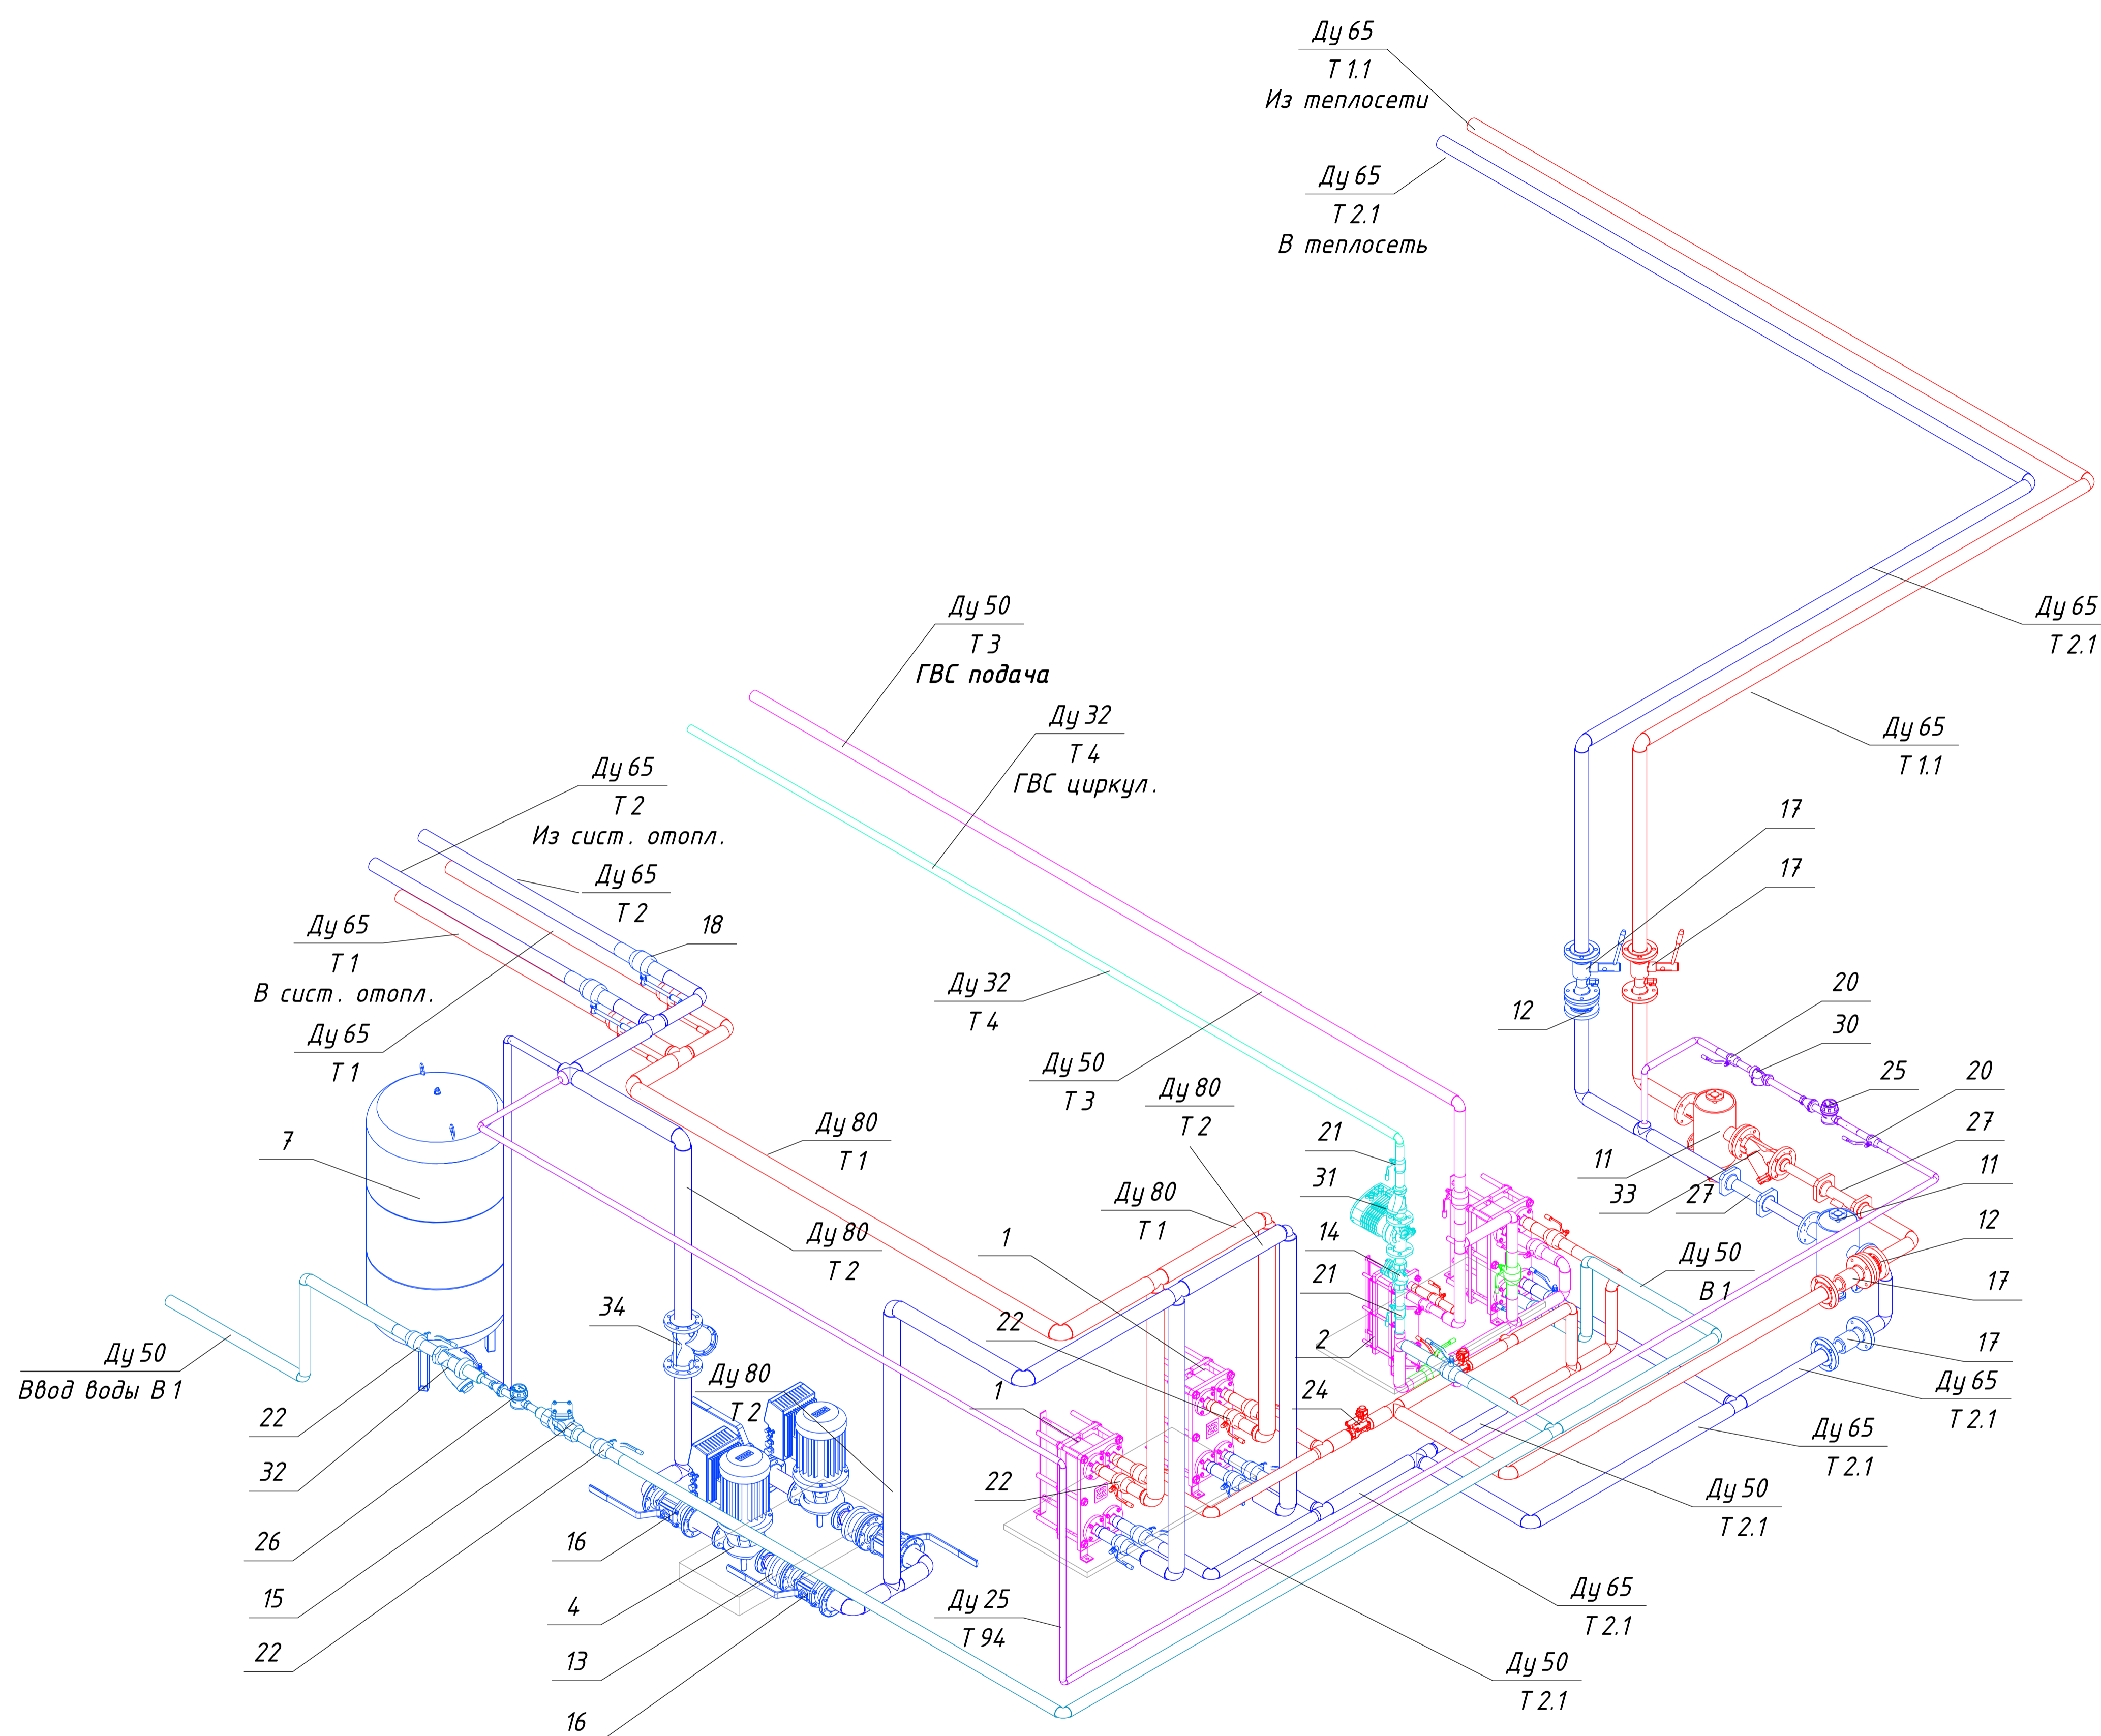 Ду 65
Т 1.1
Из теплосети
Ду 65
Т 2.1
В теплосеть
Ду 65
Т 2.1
Ду 50
Т 3
ГВС подача
Ду 32
Т 4
ГВС циркул.
Ду 65
Т 1.1
Ду 65
Т 2
Из сист. отопл.
Ду 65
Т 2
18
17
17
Ду 65
Т 1
В сист. отопл.
Ду 65
Т 1
Ду 32
Т 4
Ду 50
Т 3
12
20
30
25
20
27
11
33
27
11
7
Ду 80
Т 1
Ду 80
Т 2
21
31
Ду 80
Т 1
Ду 80
Т 2
1
14
21
Ду 50
В 1
12
17
34
22
2
17
Ду 50
Ввод воды В 1
Ду 80
Т 2
1
24
Ду 65
Т 2.1
22
32
22
Ду 65
Т 2.1
Ду 50
Т 2.1
26
16
15
4
Ду 25
Т 94
Ду 65
Т 2.1
22
13
Ду 50
Т 2.1
16